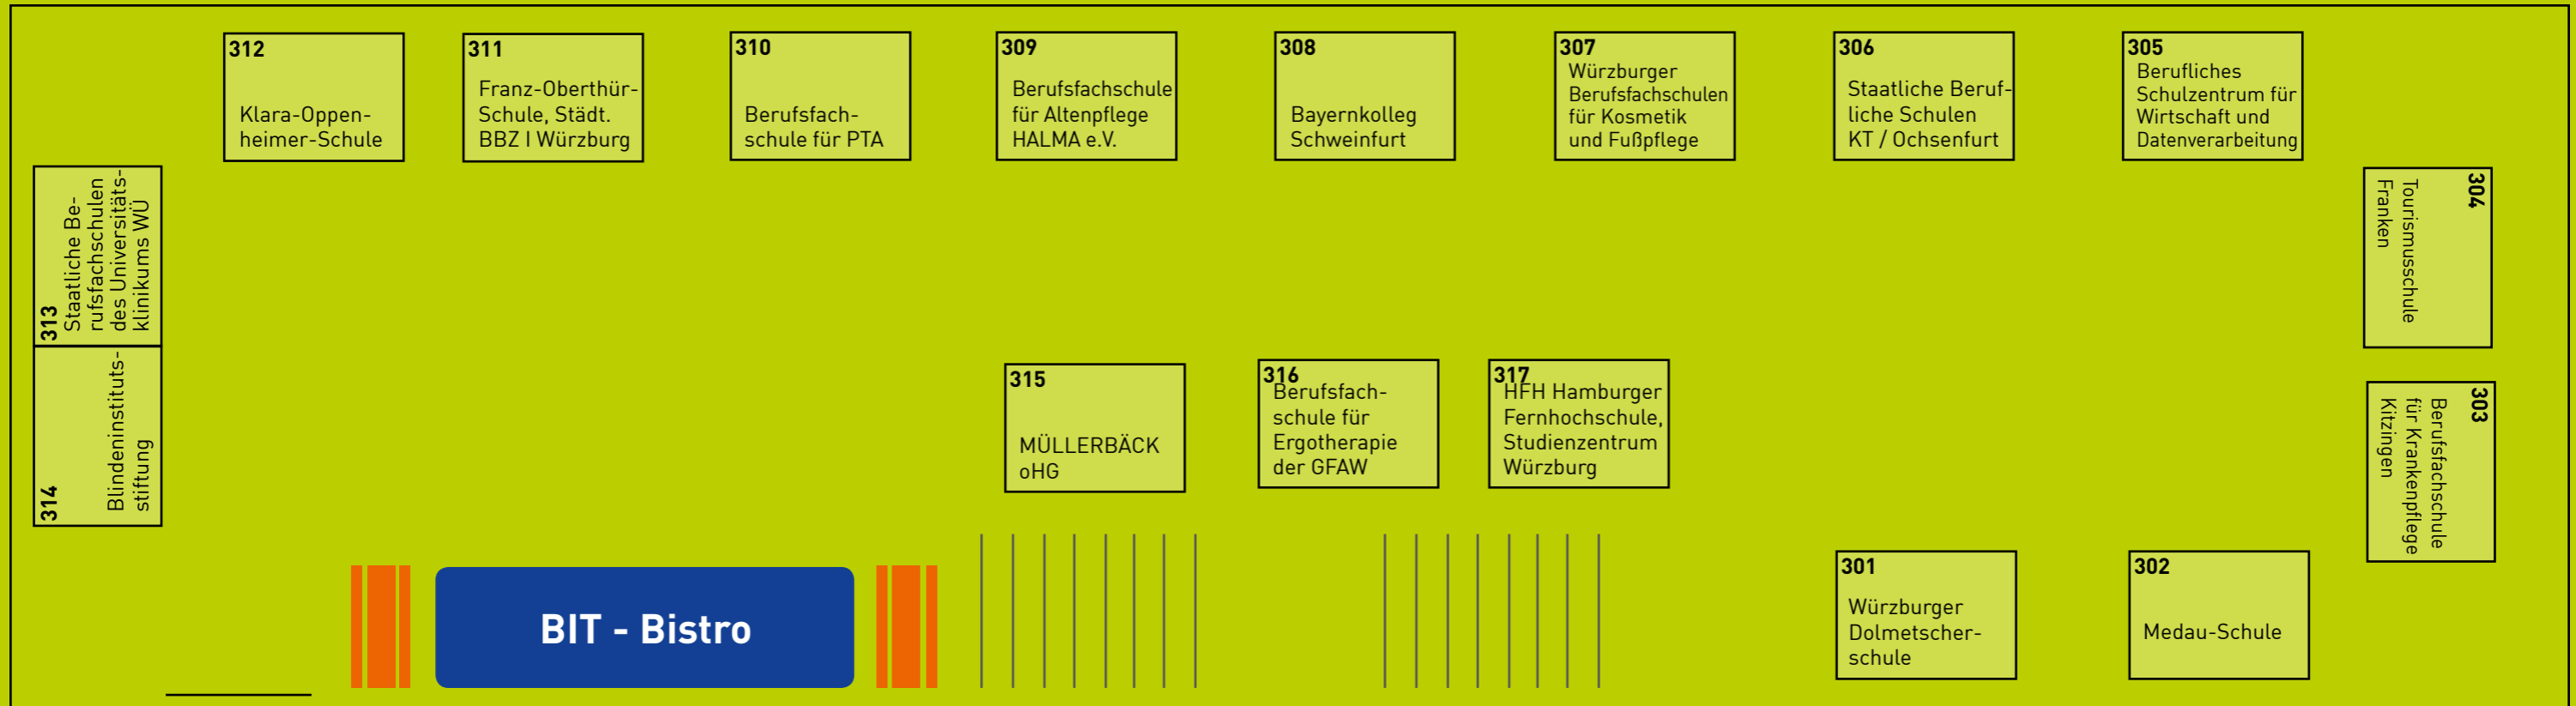 312
Klara-Oppen-
heimer-Schule
311
Franz-Oberthür-
Schule, Städt.
BBZ I Würzburg
310
Berufsfach-
schule für PTA
309
Berufsfachschule
für Altenpflege
HALMA e.V.
308
Bayernkolleg
Schweinfurt
307
Würzburger
Berufsfachschulen
für Kosmetik
und Fußpflege
306
Staatliche Beruf-
liche Schulen
KT / Ochsenfurt
305
Berufliches
Schulzentrum für
Wirtschaft und
Datenverarbeitung
313
Staatliche Be-
rufsfachschulen
des Universitäts-
klinikums WÜ
304
Tourismusschule
Franken
314
Blindeninstituts-
stiftung
315
MÜLLERBÄCK
oHG
316
Berufsfach-
schule für
Ergotherapie
der GFAW
317
HFH Hamburger
Fernhochschule,
Studienzentrum
Würzburg
303
Berufsfachschule
für Krankenpflege
Kitzingen
BIT - Bistro
301
Würzburger
Dolmetscher-
schule
302
Medau-Schule